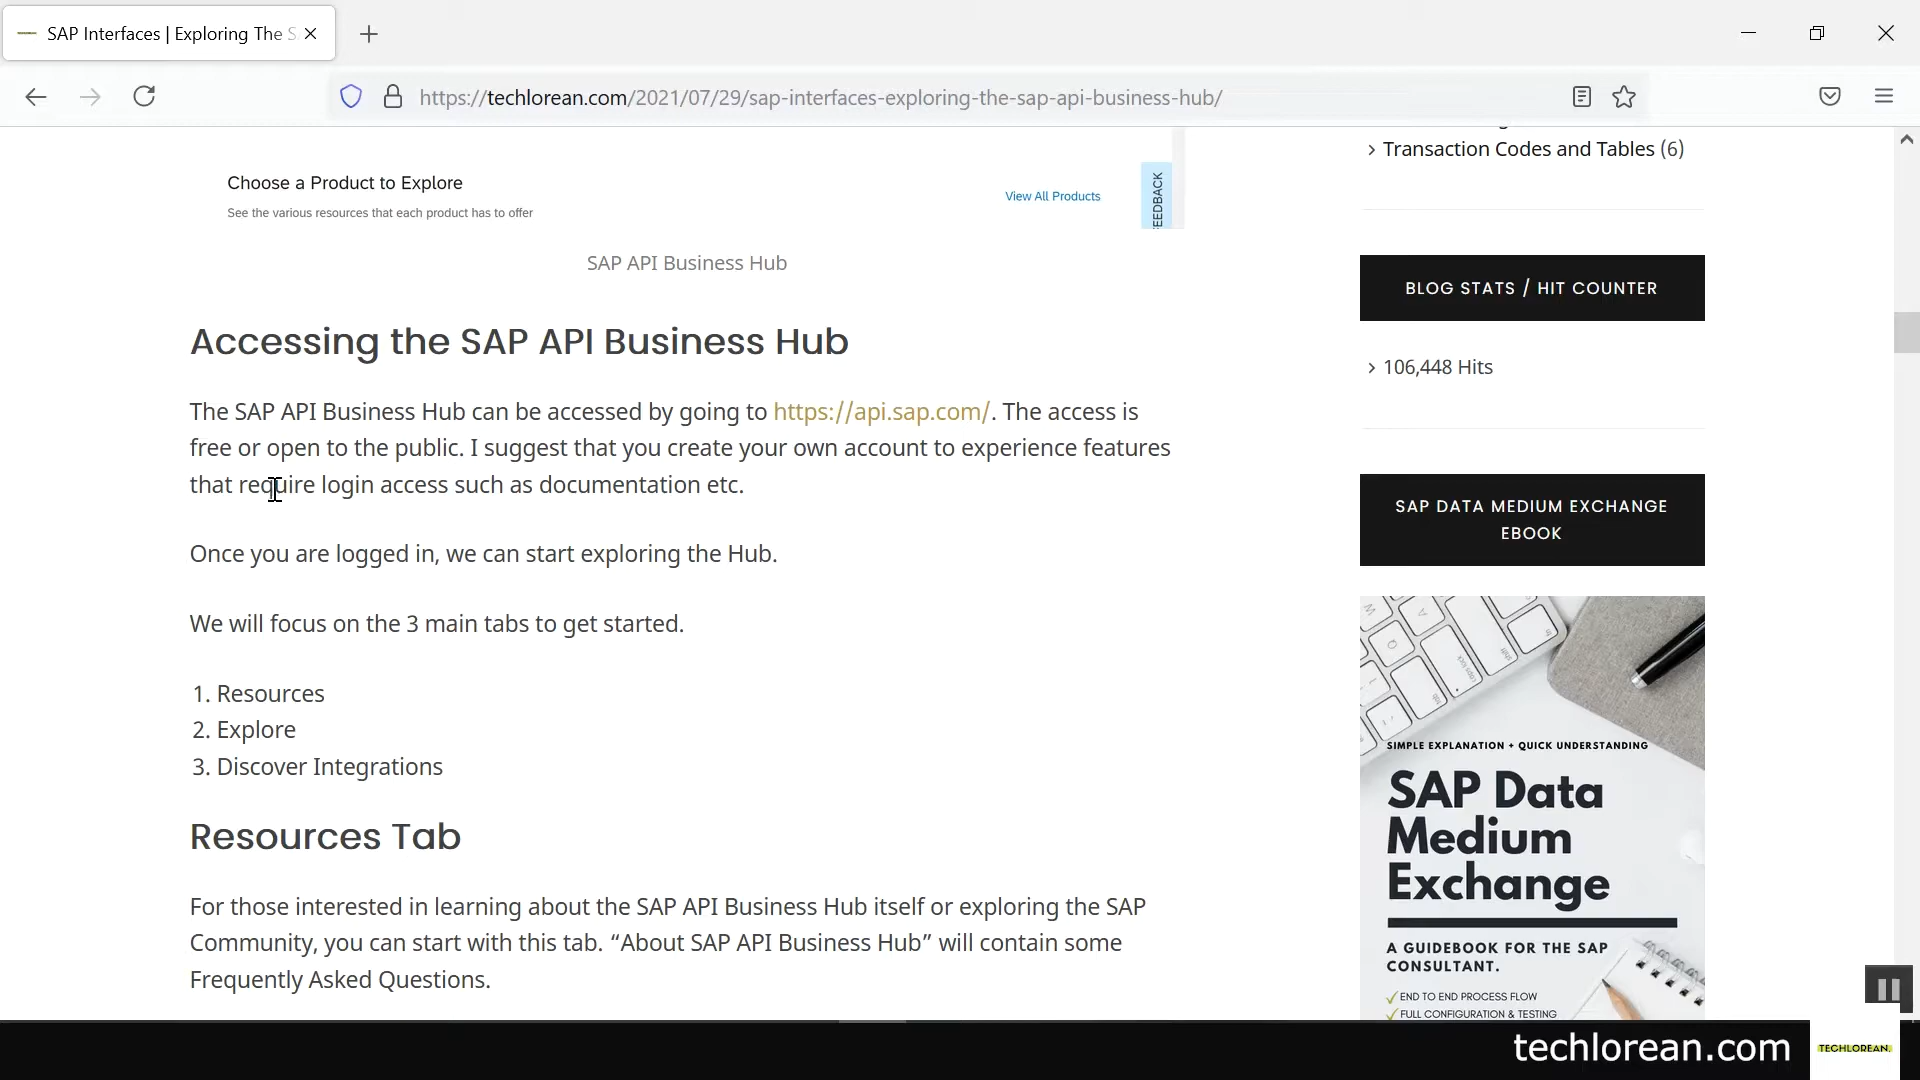 SAP Interfaces | Exploring The S
https://techlorean.com/2021/07/29/sap-interfaces-exploring-the-sap-api-business-hub/
Choose a Product to Explore
See the various resources that each product has to offer
View All Products
SAP API Business Hub
Accessing the SAP API Business Hub
The SAP API Business Hub can be accessed by going to https://api.sap.com/. The access is
free or open to the public. I suggest that you create your own account to experience features
that require login access such as documentation etc.
Once you are logged in, we can start exploring the Hub.
We will focus on the 3 main tabs to get started.
1. Resources
2. Explore
3. Discover Integrations
Resources Tab
For those interested in learning about the SAP API Business Hub itself or exploring the SAP
Community, you can start with this tab. “About SAP API Business Hub” will contain some
Frequently Asked Questions.
Transaction Codes and Tables (6)
BLOG STATS / HIT COUNTER
106,448 Hits
SAP DATA MEDIUM EXCHANGE
EBOOK
SIMPLE EXPLANATION + QUICK UNDERSTANDING
SAP Data
Medium
Exchange
A GUIDEBOOK FOR THE SAP
CONSULTANT.
END TO END PROCESS FLOW
FULL CONFIGURATION & TESTING
techlorean.com
TECHLOREAN.